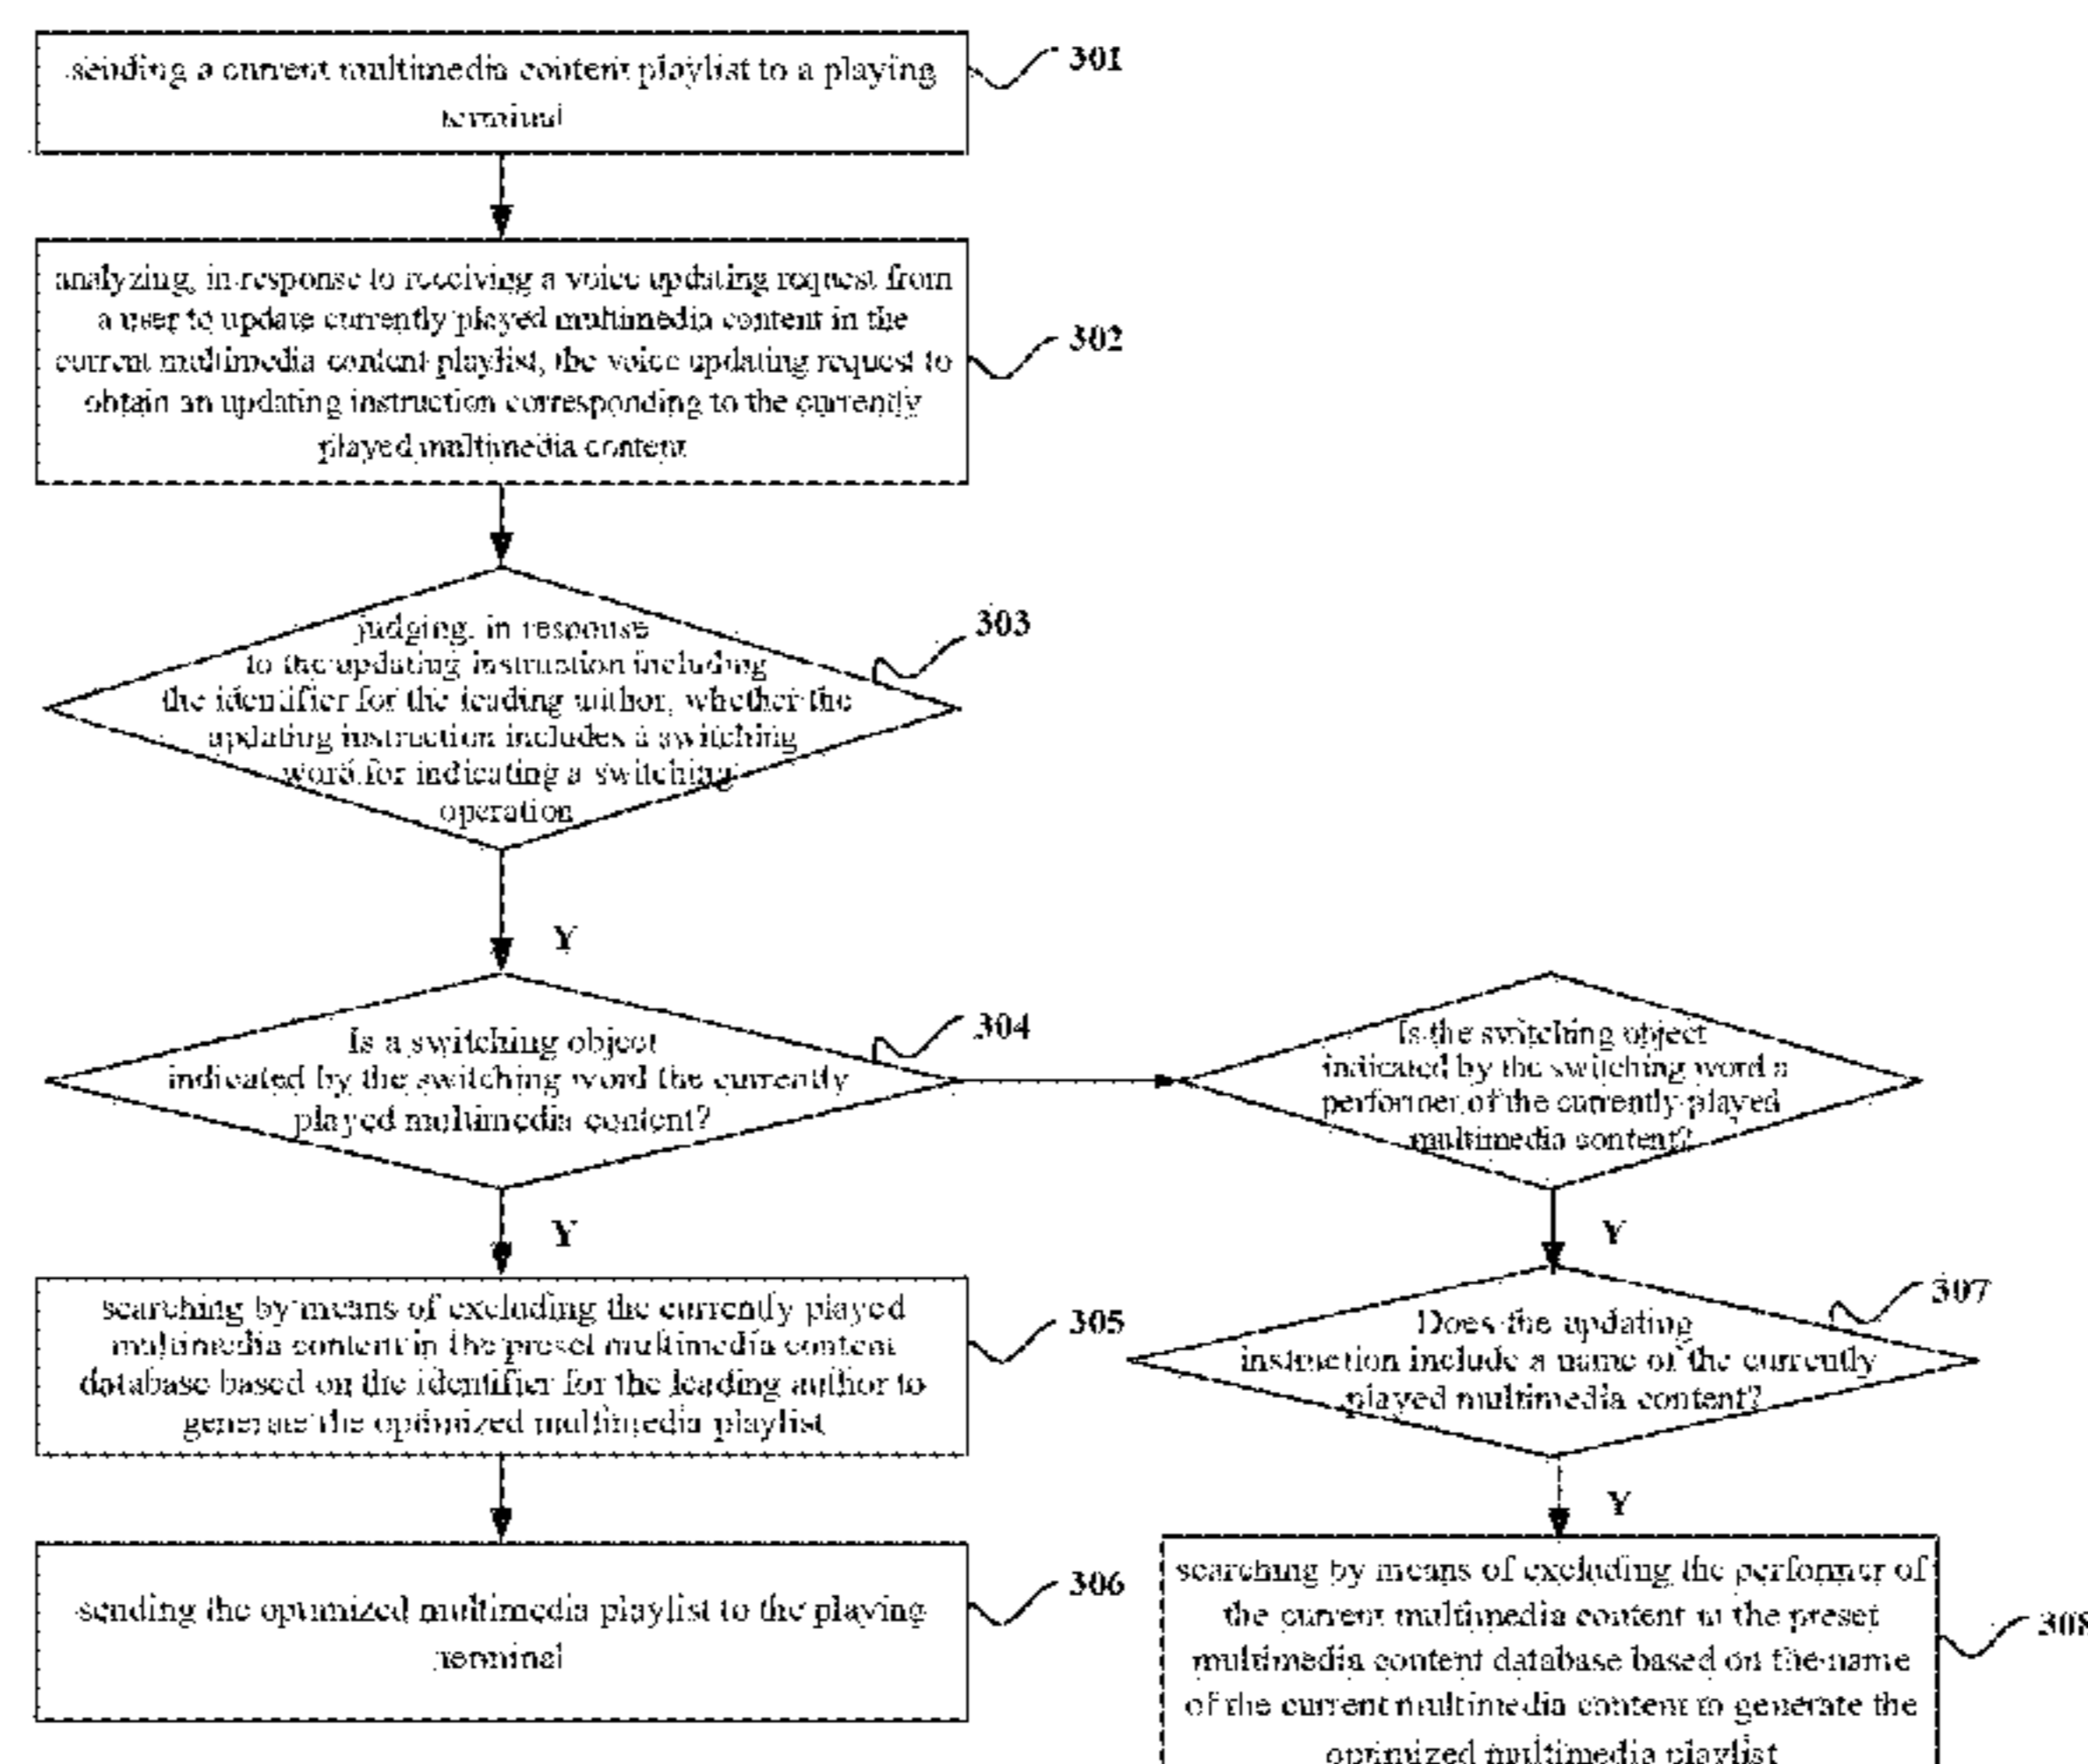 sending a current multimedia content playlist to a playing
terminal
301
analyzing, in response to receiving a voice updating request from
a user to update currently played multimedia content in the
current multimedia content playlist, the voice updating request to
obtain an updating instruction corresponding to the currently
played multimedia content
302
judging, in response
to the updating instruction including
the identifier for the leading author, whether the
updating instruction includes a switching
word for indicating a switching
operation
303
Y
Is a switching object
indicated by the switching word the currently
played multimedia content?
304
Is the switching object
indicated by the switching word a
performer of the currently played
multimedia content?
Y
Y
searching by means of excluding the currently played
multimedia content in the preset multimedia content
database based on the identifier for the leading author to
generate the optimized multimedia playlist
305
Does the updating
instruction include a name of the currently
played multimedia content?
307
Y
sending the optimized multimedia playlist to the playing
terminal
306
searching by means of excluding the performer of
the current multimedia content in the preset
multimedia content database based on the name
of the current multimedia content to generate the
optimized multimedia playlist
308